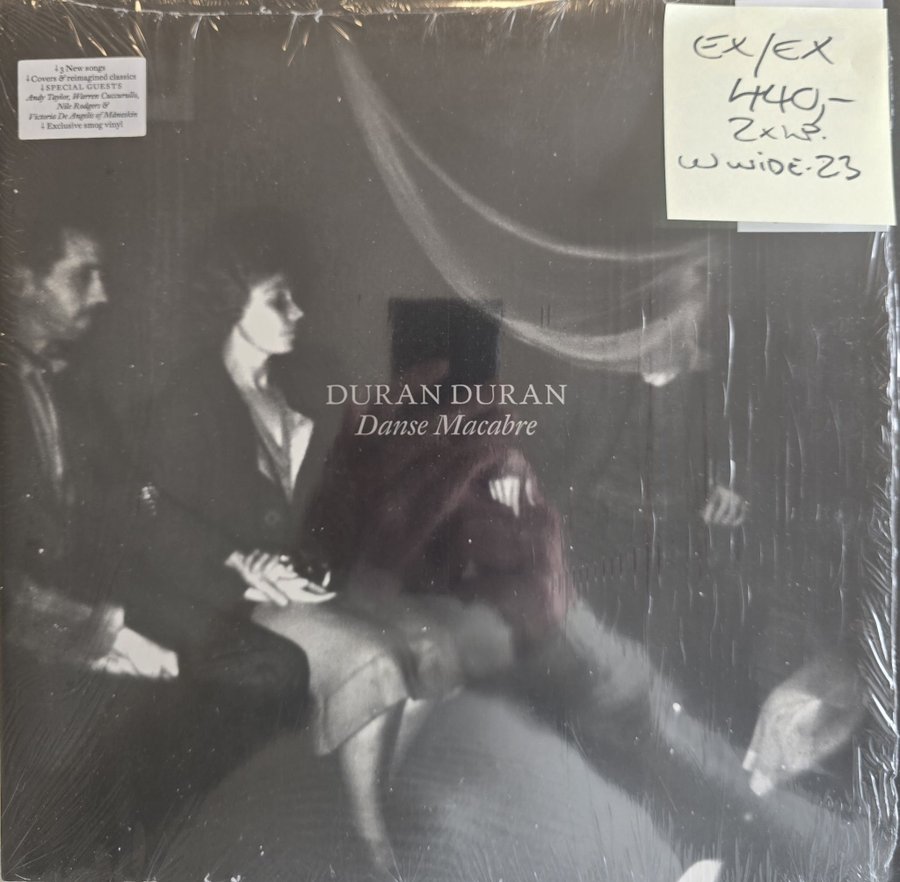 ↓3 New songs
↓Covers & reimagined classics
↓SPECIAL GUESTS
Andy Taylor, Warren Cuccurullo,
Nile Rodgers &
Victoria De Angelis of Måneskin
↓Exclusive smog vinyl
EX/EX
440,-
2xLP.
W WIDE-23
DURAN DURAN
Danse Macabre